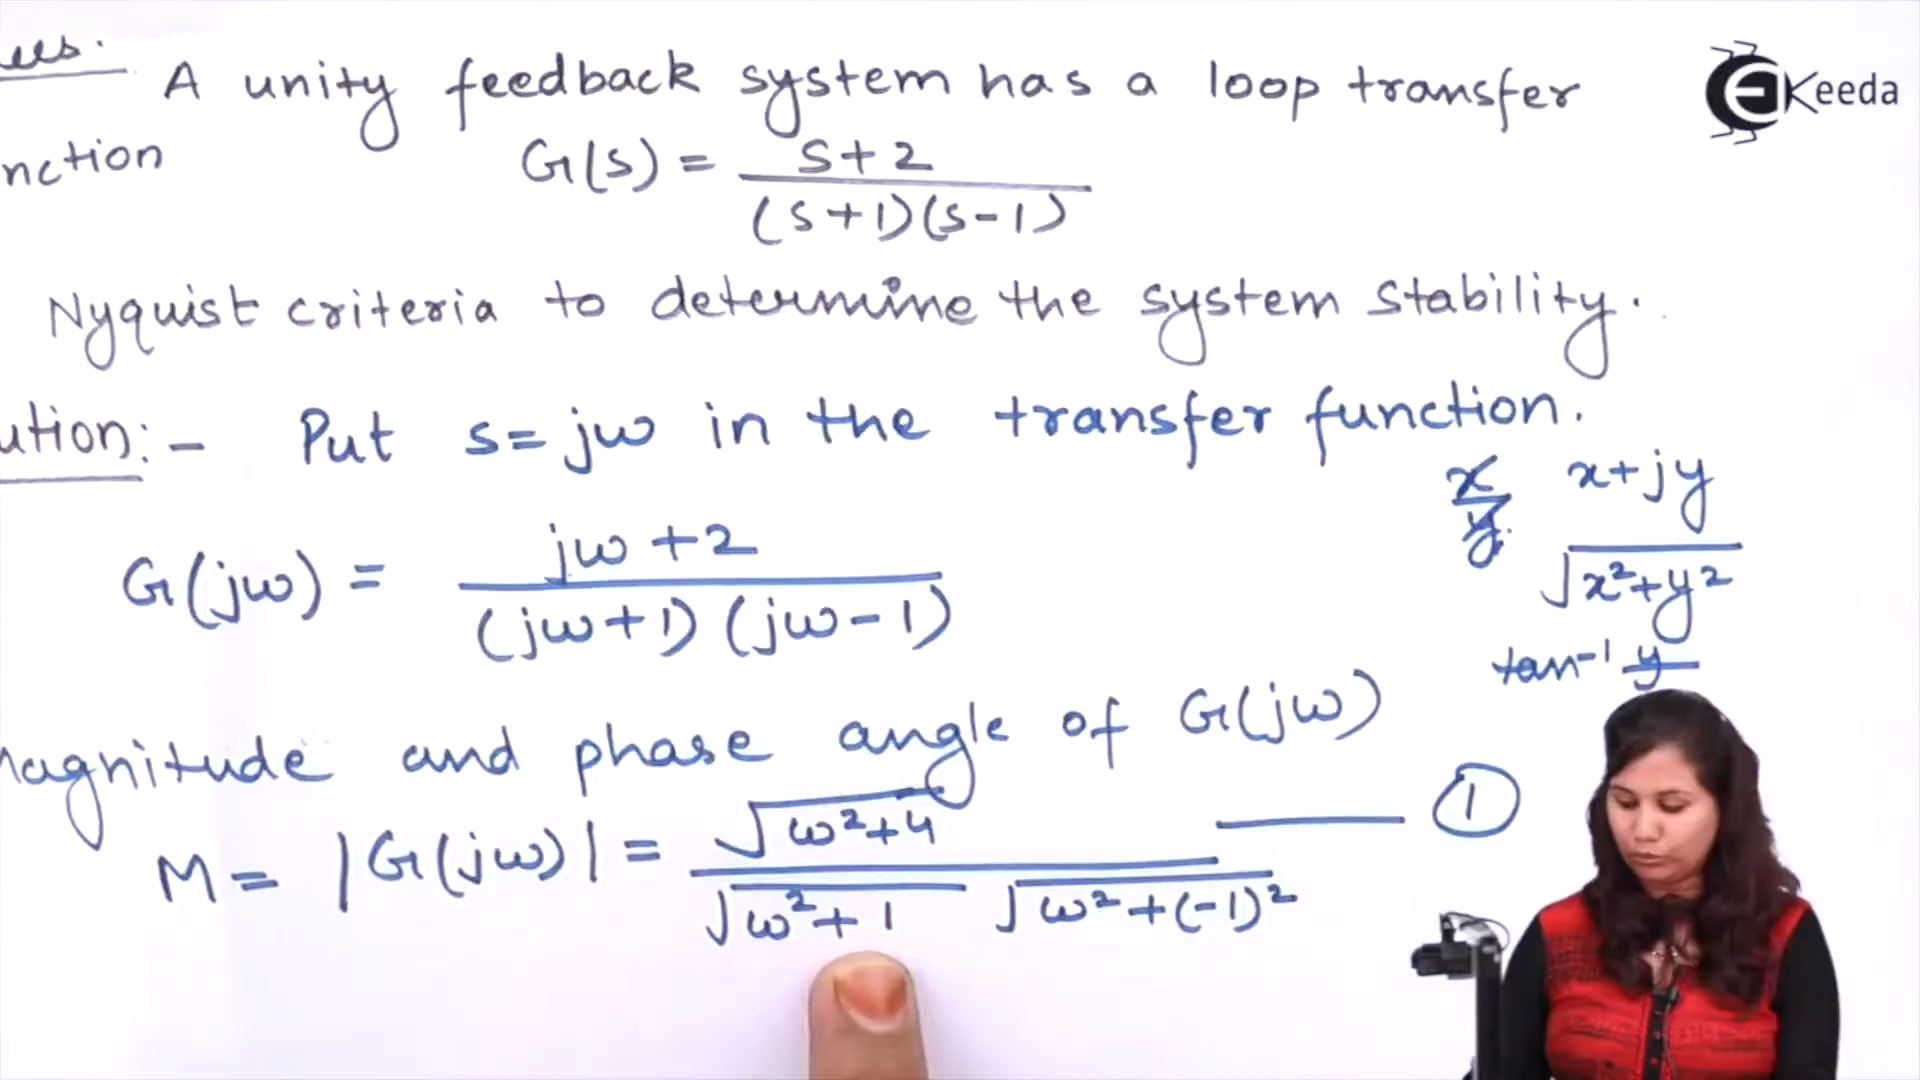 A unity feedback system has a loop transfer
nction G(s) = s+2 / (s+1)(s-1)
Nyquist criteria to determine the system stability.
ution:- Put s=jω in the transfer function.
x/y x+jy
√x²+y²
G(jω) = jω+2 / (jω+1)(jω-1)
tan⁻¹ y
agnitude and phase angle of G(jω)
M = |G(jω)| = √ω²+4 / √ω²+1 √ω²+(-1)² —— ①
EKeeda